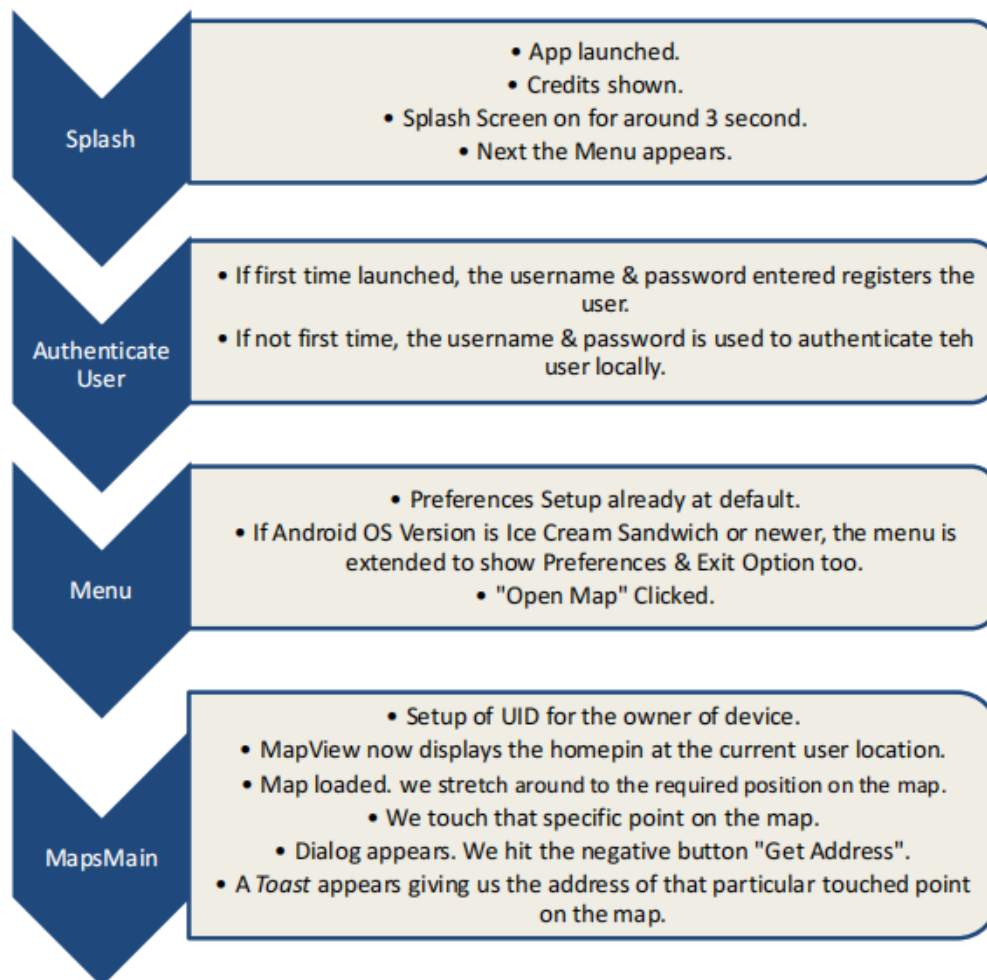 Splash
• App launched.
• Credits shown.
• Splash Screen on for around 3 second.
• Next the Menu appears.
Authenticate
User
• If first time launched, the username & password entered registers the
user.
• If not first time, the username & password is used to authenticate teh
user locally.
Menu
• Preferences Setup already at default.
• If Android OS Version is Ice Cream Sandwich or newer, the menu is
extended to show Preferences & Exit Option too.
• "Open Map" Clicked.
MapsMain
• Setup of UID for the owner of device.
• MapView now displays the homepin at the current user location.
• Map loaded. we stretch around to the required position on the map.
• We touch that specific point on the map.
• Dialog appears. We hit the negative button "Get Address".
• A Toast appears giving us the address of that particular touched point
on the map.